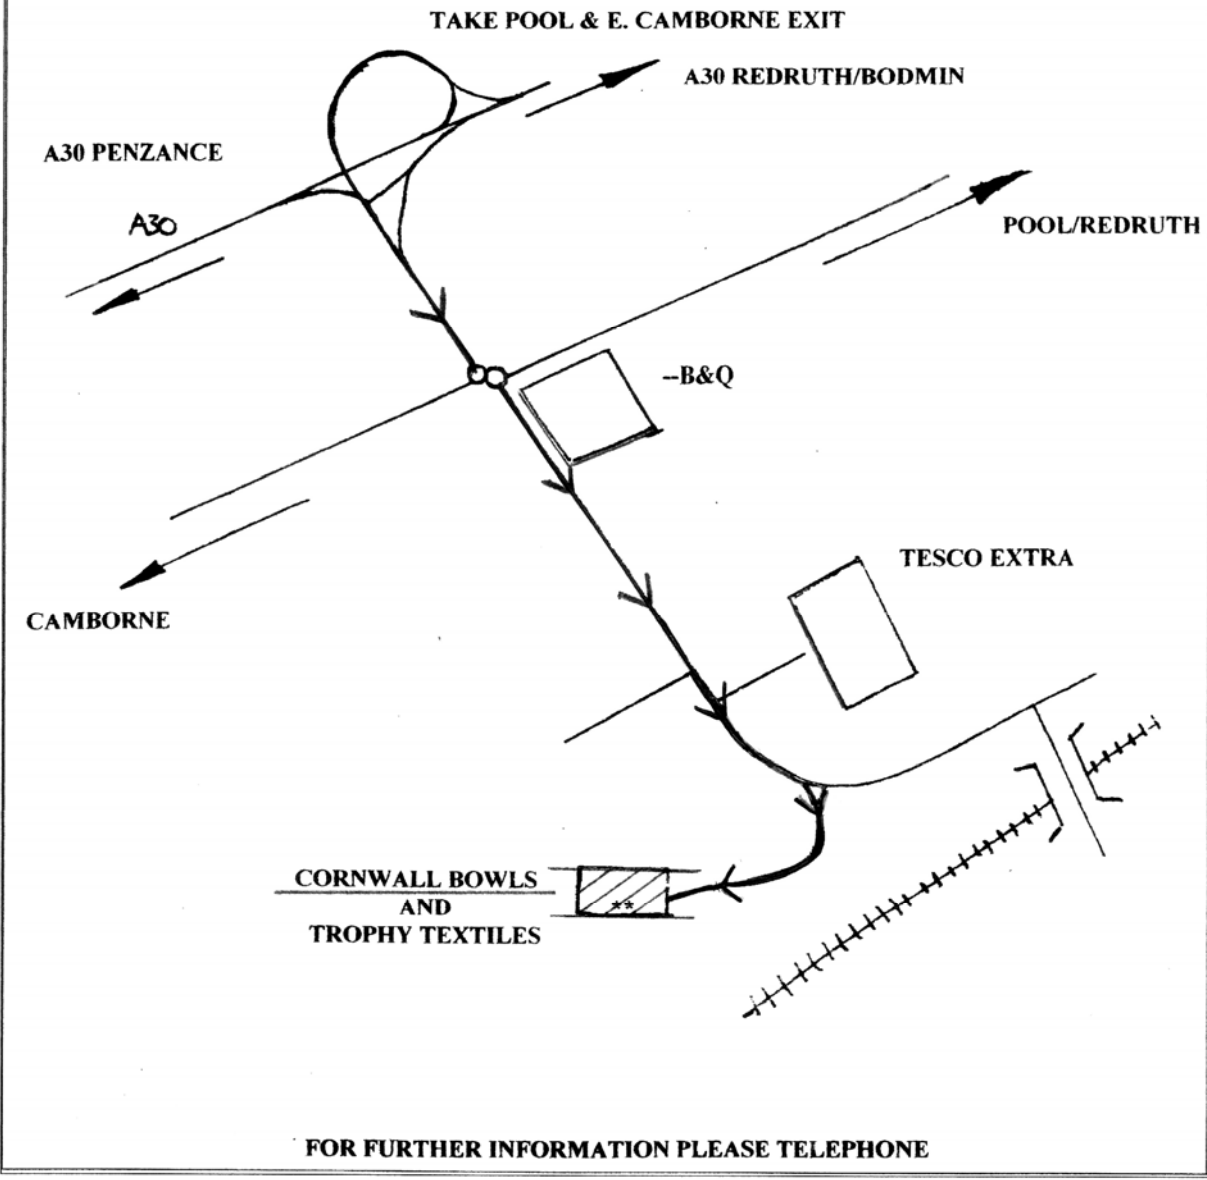 TAKE POOL & E. CAMBORNE EXIT
A30 REDRUTH/BODMIN
A30 PENZANCE
A30
POOL/REDRUTH
--B&Q
TESCO EXTRA
CAMBORNE
CORNWALL BOWLS
AND
**
TROPHY TEXTILES
FOR FURTHER INFORMATION PLEASE TELEPHONE